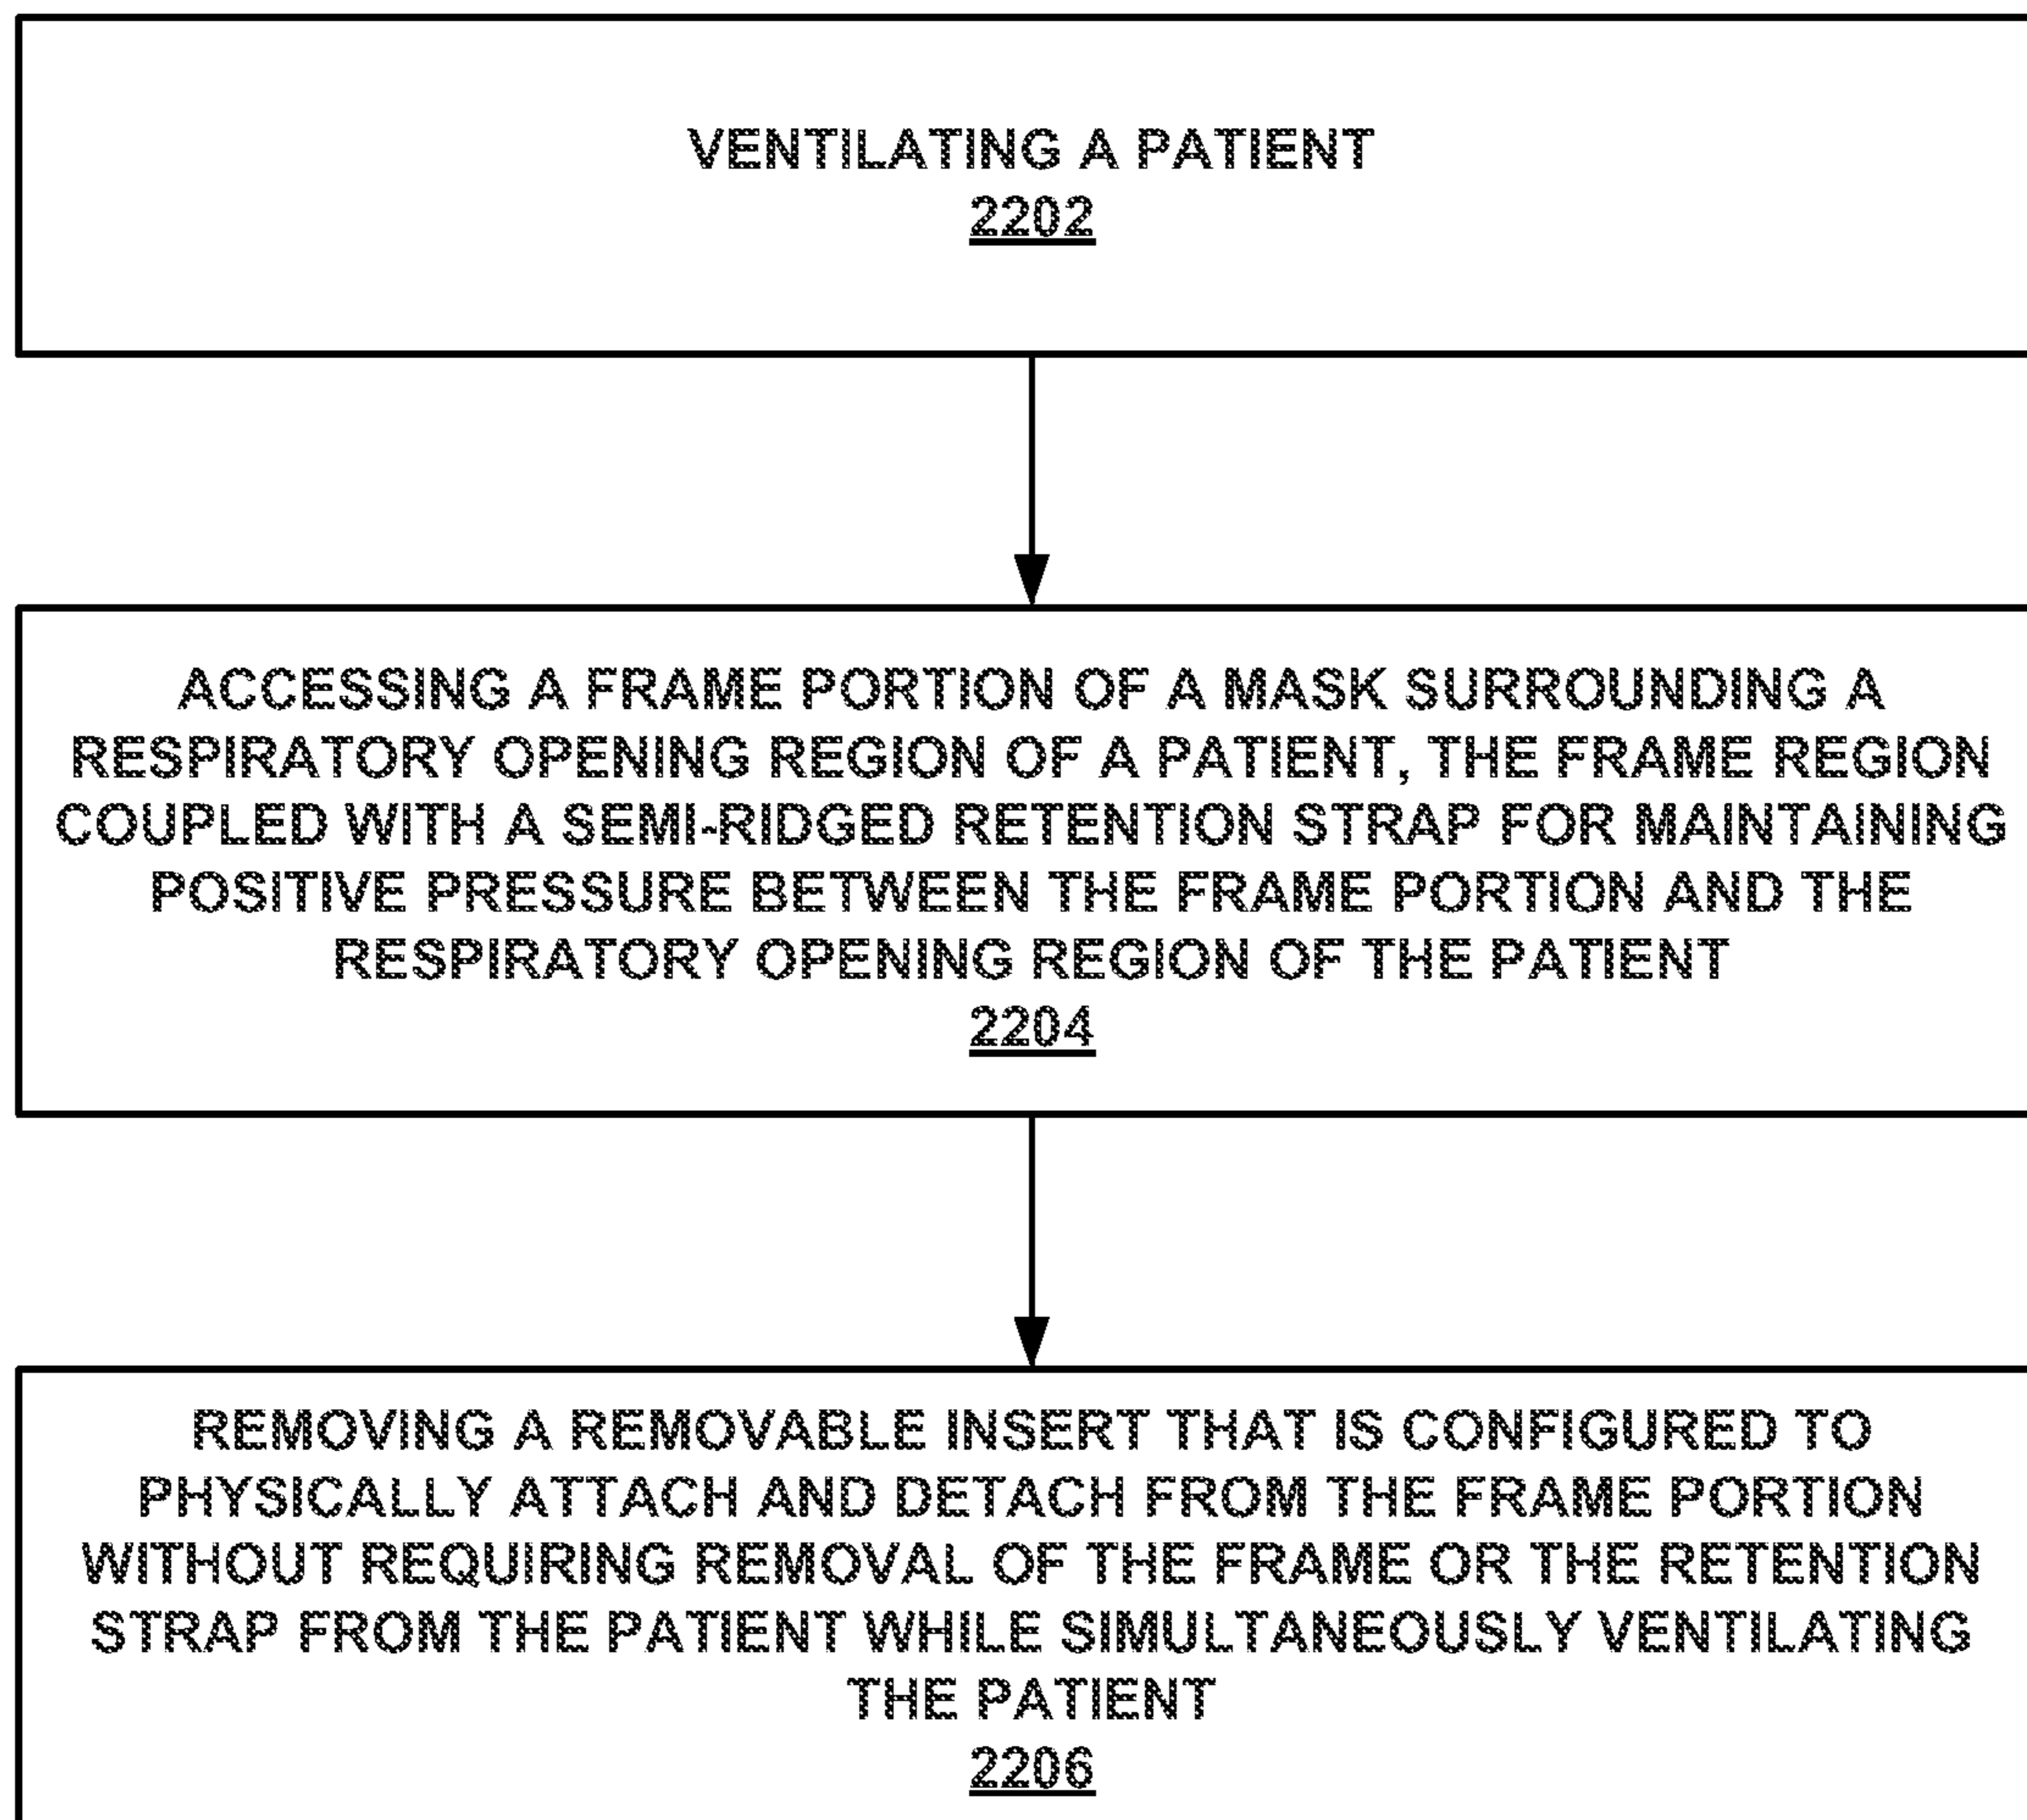 VENTILATING A PATIENT
2202
ACCESSING A FRAME PORTION OF A MASK SURROUNDING A
RESPIRATORY OPENING REGION OF A PATIENT, THE FRAME REGION
COUPLED WITH A SEMI-RIDGED RETENTION STRAP FOR MAINTAINING
POSITIVE PRESSURE BETWEEN THE FRAME PORTION AND THE
RESPIRATORY OPENING REGION OF THE PATIENT
2204
REMOVING A REMOVABLE INSERT THAT IS CONFIGURED TO
PHYSICALLY ATTACH AND DETACH FROM THE FRAME PORTION
WITHOUT REQUIRING REMOVAL OF THE FRAME OR THE RETENTION
STRAP FROM THE PATIENT WHILE SIMULTANEOUSLY VENTILATING
THE PATIENT
2206